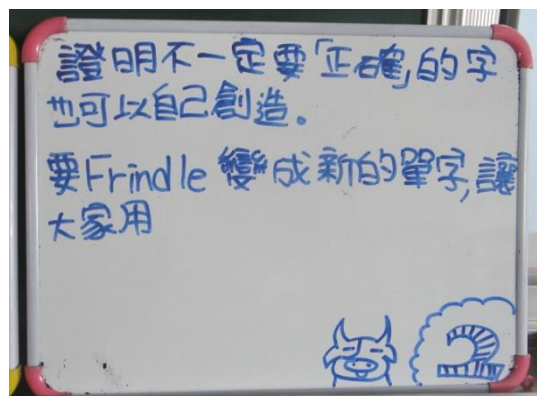 證明不一定要「正確」的字
也可以自己創造。
要Frindle 變成新的單字,讓
大家用
2